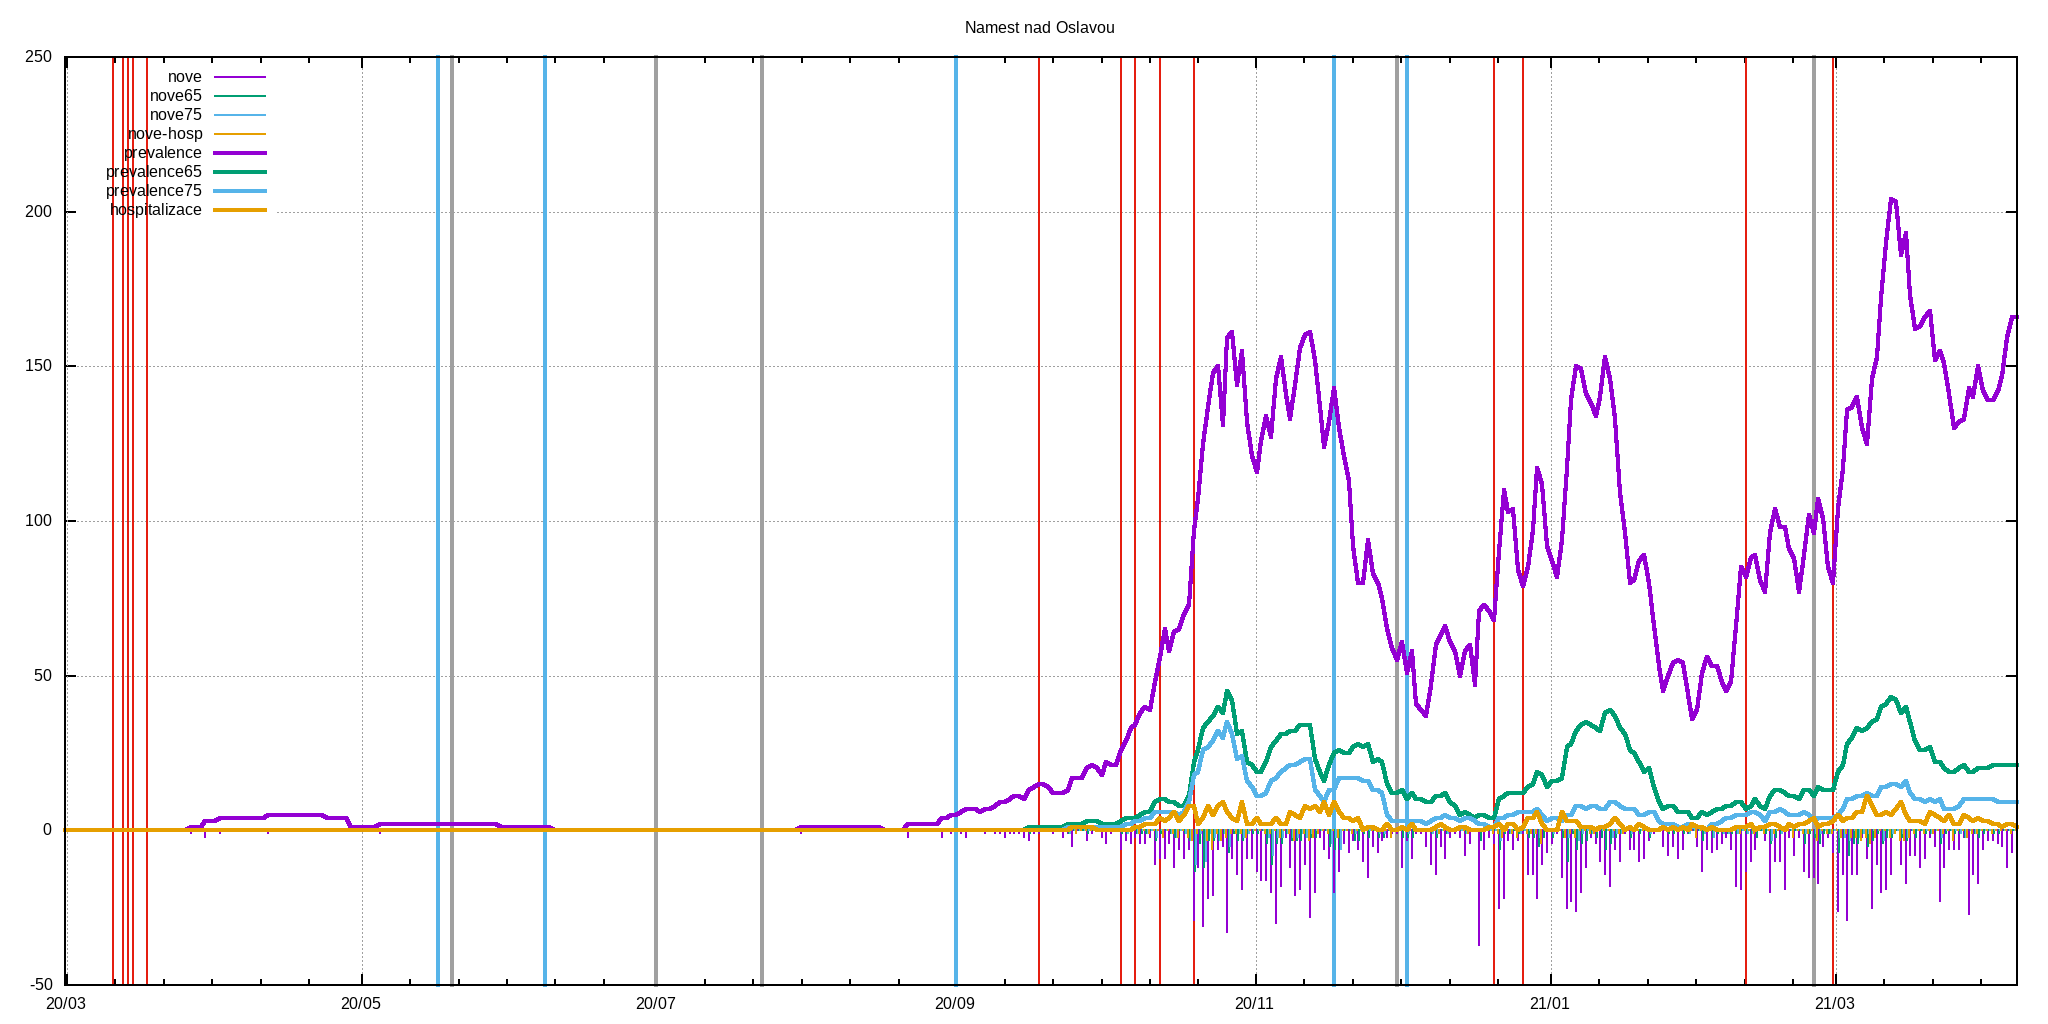 Namest nad Oslavou
250
200
150
100
50
0
-50
nove
nove65
nove75
nove-hosp
prevalence
prevalence65
prevalence75
hospitalizace
20/03 20/05 20/07 20/09 20/11 21/01 21/03